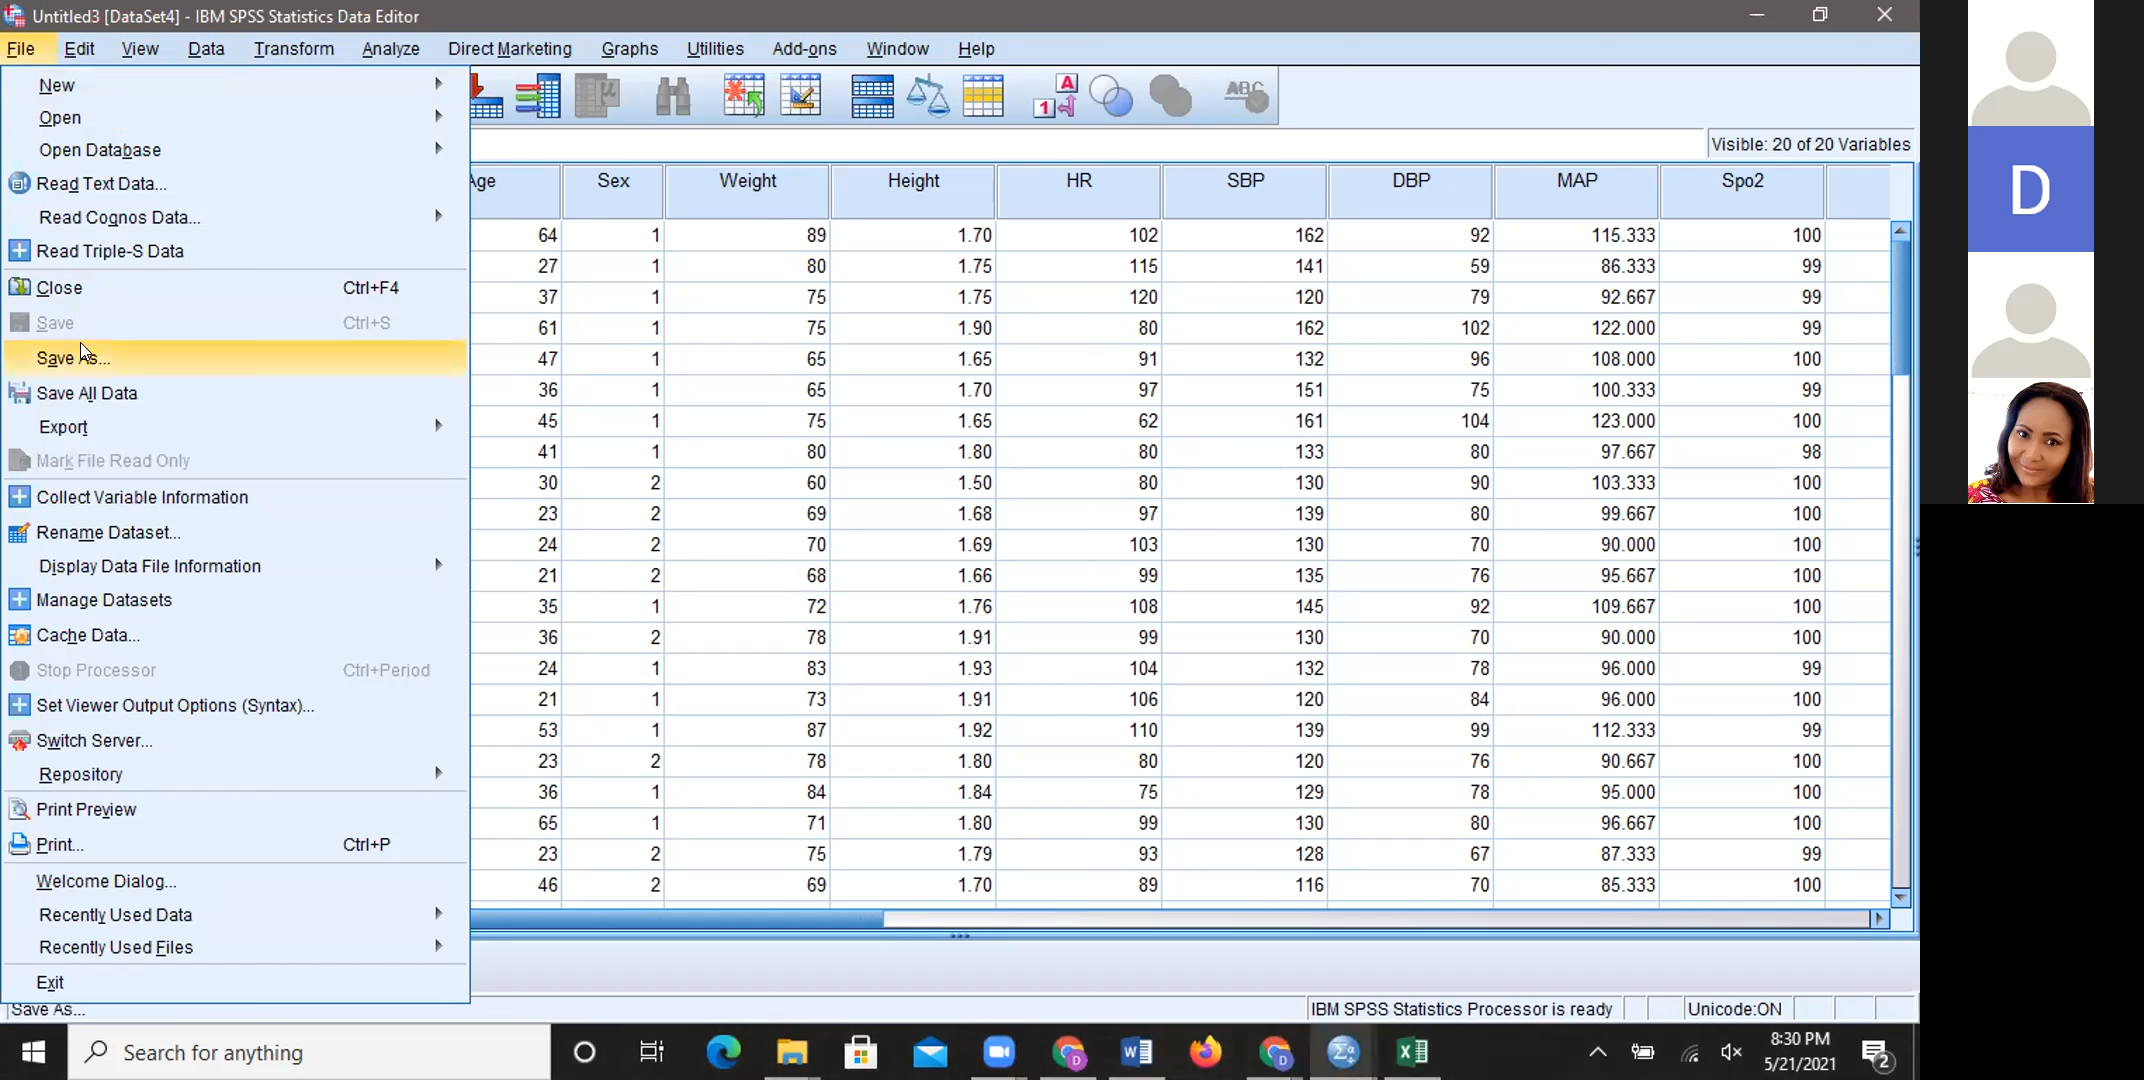 Untitled3 [DataSet4] - IBM SPSS Statistics Data Editor
File Edit View Data Transform Analyze Direct Marketing Graphs Utilities Add-ons Window Help
Visible: 20 of 20 Variables
New
Open
Open Database
Read Text Data...
Read Cognos Data...
Read Triple-S Data
Close Ctrl+F4
Save Ctrl+S
Save As...
Save All Data
Export
Mark File Read Only
Collect Variable Information
Rename Dataset...
Display Data File Information
Manage Datasets
Cache Data...
Stop Processor Ctrl+Period
Set Viewer Output Options (Syntax)...
Switch Server...
Repository
Print Preview
Print... Ctrl+P
Welcome Dialog...
Recently Used Data
Recently Used Files
Exit
Age Sex Weight Height HR SBP DBP MAP Spo2
64 1 89 1.70 102 162 92 115.333 100
27 1 80 1.75 115 141 59 86.333 99
37 1 75 1.75 120 120 79 92.667 99
61 1 75 1.90 80 162 102 122.000 99
47 1 65 1.65 91 132 96 108.000 100
36 1 65 1.70 97 151 75 100.333 99
45 1 75 1.65 62 161 104 123.000 100
41 1 80 1.80 80 133 80 97.667 98
30 2 60 1.50 80 130 90 103.333 100
23 2 69 1.68 97 139 80 99.667 100
24 2 70 1.69 103 130 70 90.000 100
21 2 68 1.66 99 135 76 95.667 100
35 1 72 1.76 108 145 92 109.667 100
36 2 78 1.91 99 130 70 90.000 100
24 1 83 1.93 104 132 78 96.000 99
21 1 73 1.91 106 120 84 96.000 100
53 1 87 1.92 110 139 99 112.333 99
23 2 78 1.80 80 120 76 90.667 100
36 1 84 1.84 75 129 78 95.000 100
65 1 71 1.80 99 130 80 96.667 100
23 2 75 1.79 93 128 67 87.333 99
46 2 69 1.70 89 116 70 85.333 100
Save As...
IBM SPSS Statistics Processor is ready Unicode:ON
Search for anything
8:30 PM
5/21/2021
2
D